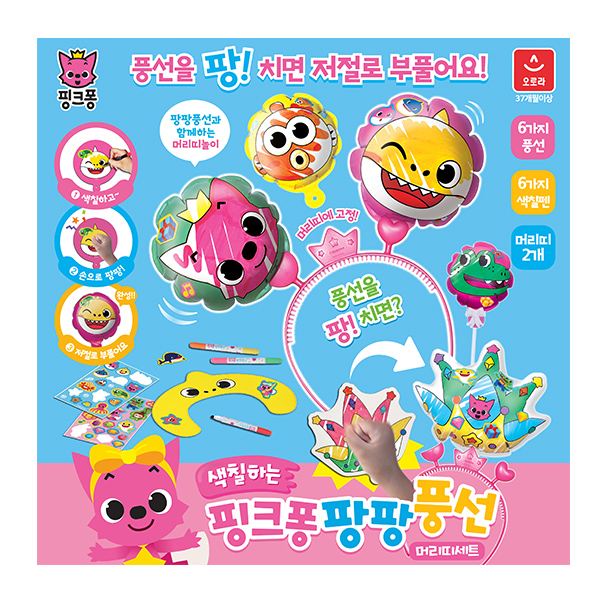 핑크퐁
풍선을 팡! 치면 저절로 부풀어요!
오로라
37개월이상
팡팡풍선과
함께하는
머리띠놀이
6가지
풍선
6가지
색칠펜
머리띠
2개
머리띠에 고정!
1 색칠하고~
2 손으로 팡팡!
완성!!
3 저절로 부풀어요
풍선을
팡! 치면?
색칠하는
핑크퐁 팡팡 풍선
머리띠세트